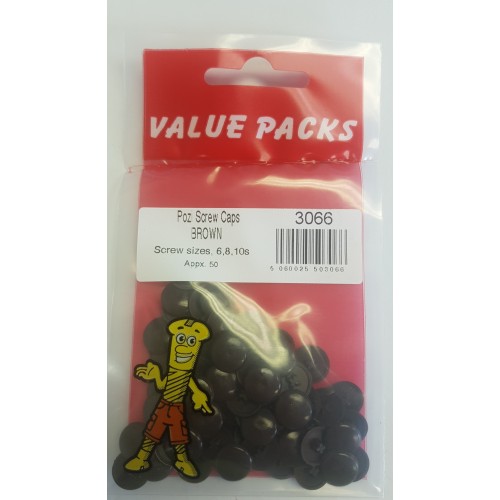 VALUE PACKS
Poz Screw Caps
BROWN
Screw sizes. 6,8,10s
Appx. 50
3066
5 060025 503066